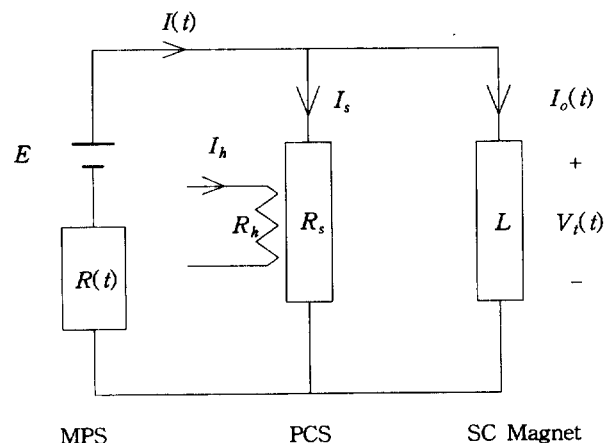 I(t)
I_s
I_o(t)
E
I_h
+
R_h
R_s
L
V_t(t)
R(t)
−
MPS
PCS
SC Magnet